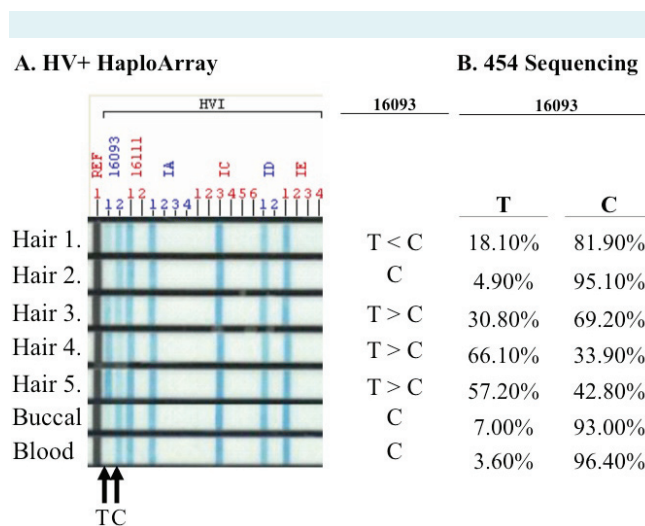 A. HV+ HaploArray
B. 454 Sequencing
HVI
16093
16093
REF 16093 16111 IA IC ID IE
1 1 2 1 2 1 2 3 4 1 2 3 4 5 6 1 2 1 2 3 4
T C
Hair 1. T < C 18.10% 81.90%
Hair 2. C 4.90% 95.10%
Hair 3. T > C 30.80% 69.20%
Hair 4. T > C 66.10% 33.90%
Hair 5. T > C 57.20% 42.80%
Buccal C 7.00% 93.00%
Blood C 3.60% 96.40%
T C